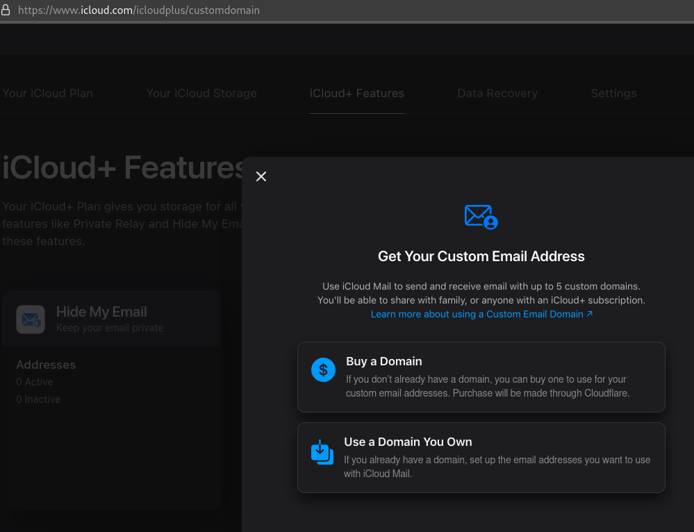 https://www.icloud.com/icloudplus/customdomain
Your iCloud Plan
Your iCloud Storage
iCloud+ Features
Data Recovery
Settings
iCloud+ Features
Your iCloud+ Plan gives you storage for all
features like Private Relay and Hide My
these features.
Hide My Email
Keep your email private
Addresses
0 Active
0 Inactive
Get Your Custom Email Address
Use iCloud Mail to send and receive email with up to 5 custom domains.
You'll be able to share with family, or anyone with an iCloud+ subscription.
Learn more about using a Custom Email Domain ↗
Buy a Domain
If you don't already have a domain, you can buy one to use for your
custom email addresses. Purchase will be made through Cloudflare.
Use a Domain You Own
If you already have a domain, set up the email addresses you want to use
with iCloud Mail.